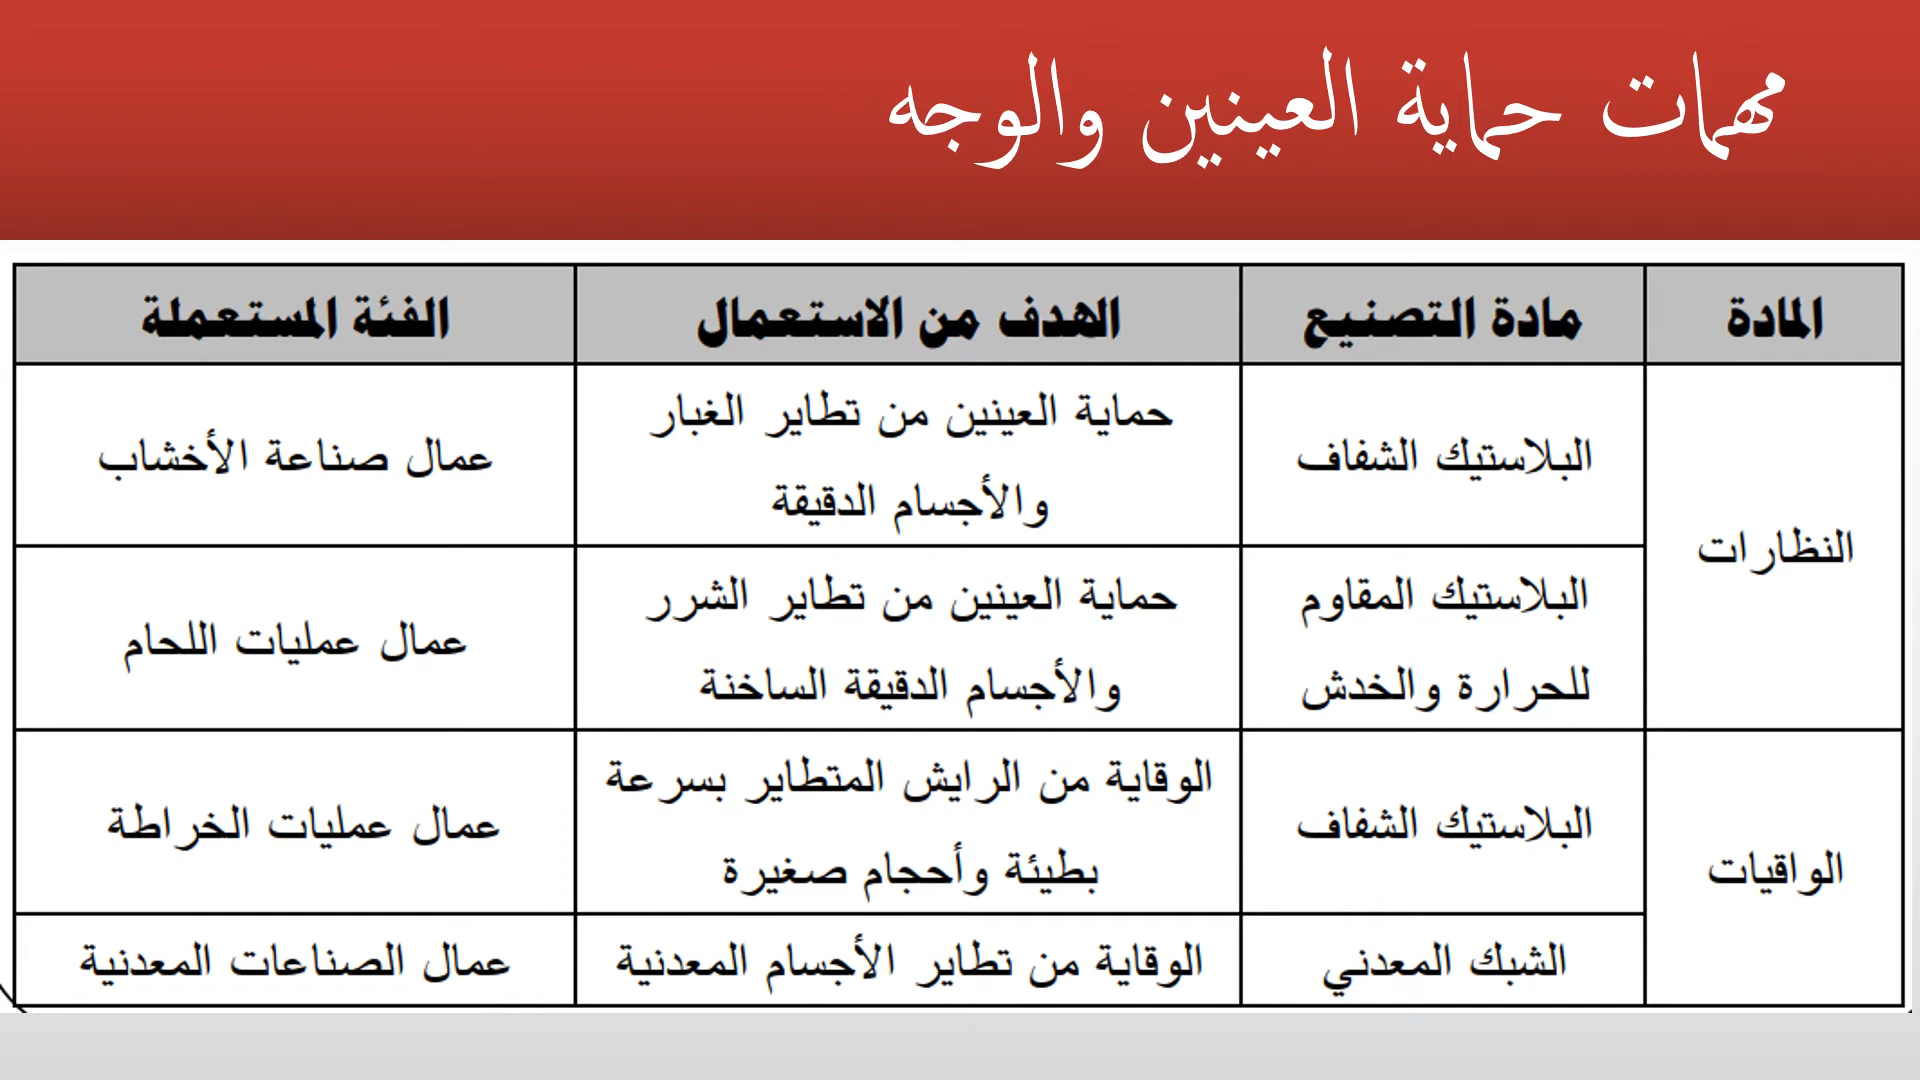 مهمات حماية العينين والوجه
المادة
مادة التصنيع
الهدف من الاستعمال
الفئة المستعملة
النظارات
البلاستيك الشفاف
حماية العينين من تطاير الغبار
والأجسام الدقيقة
عمال صناعة الأخشاب
البلاستيك المقاوم
للحرارة والخدش
حماية العينين من تطاير الشرر
والأجسام الدقيقة الساخنة
عمال عمليات اللحام
الواقيات
البلاستيك الشفاف
الوقاية من الرايش المتطاير بسرعة
بطيئة وأحجام صغيرة
عمال عمليات الخراطة
الشبك المعدني
الوقاية من تطاير الأجسام المعدنية
عمال الصناعات المعدنية